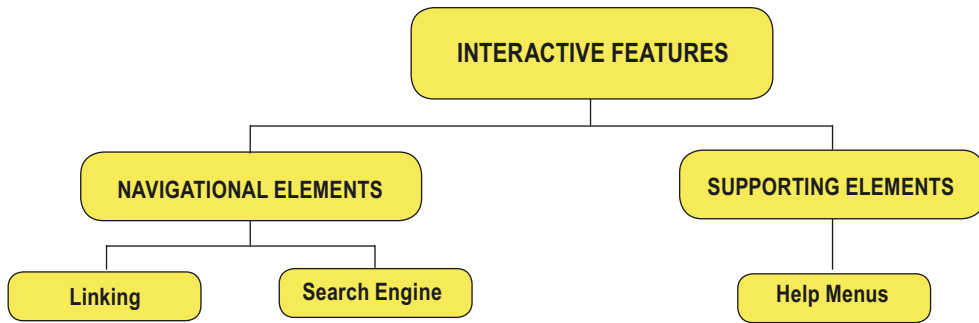 INTERACTIVE FEATURES
NAVIGATIONAL ELEMENTS
SUPPORTING ELEMENTS
Linking
Search Engine
Help Menus